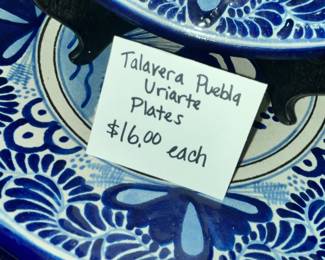 Talavera Puebla
Uriarte
Plates
$16.00 each